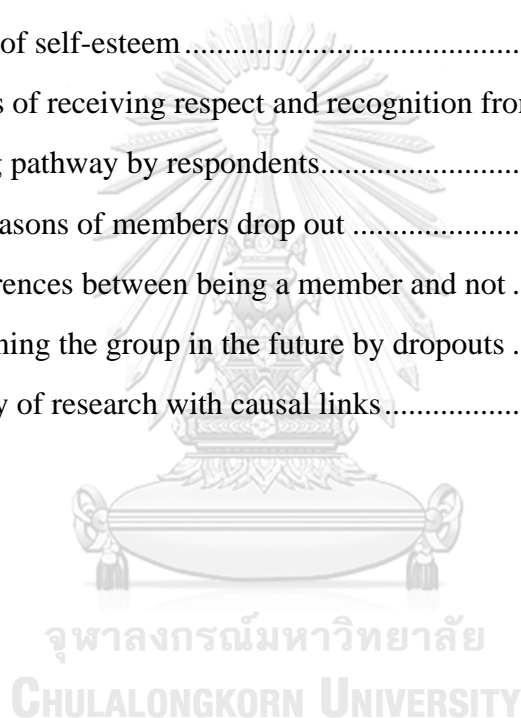 of self-esteem ........................................
s of receiving respect and recognition from
g pathway by respondents............................
easons of members drop out ........................
rences between being a member and not ..
ning the group in the future by dropouts ..
y of research with causal links.....................
จุฬาลงกรณ์มหาวิทยาลัย
CHULALONGKORN UNIVERSITY